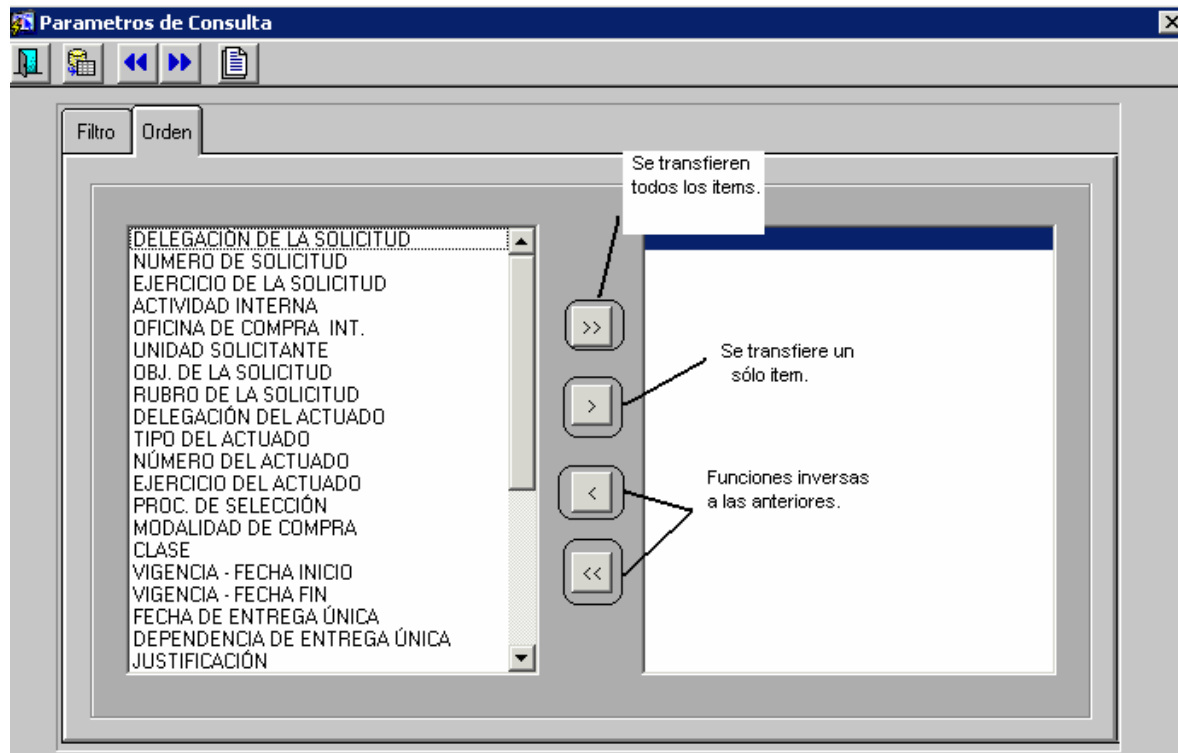 Parametros de Consulta
Filtro
Orden
Se transfieren
todos los items.
DELEGACIÓN DE LA SOLICITUD
NUMERO DE SOLICITUD
EJERCICIO DE LA SOLICITUD
ACTIVIDAD INTERNA
OFICINA DE COMPRA INT.
UNIDAD SOLICITANTE
OBJ. DE LA SOLICITUD
RUBRO DE LA SOLICITUD
DELEGACIÓN DEL ACTUADO
TIPO DEL ACTUADO
NÚMERO DEL ACTUADO
EJERCICIO DEL ACTUADO
PROC. DE SELECCIÓN
MODALIDAD DE COMPRA
CLASE
VIGENCIA - FECHA INICIO
VIGENCIA - FECHA FIN
FECHA DE ENTREGA ÚNICA
DEPENDENCIA DE ENTREGA ÚNICA
JUSTIFICACIÓN
>>
>
<
<<
Se transfiere un
sólo item.
Funciones inversas
a las anteriores.